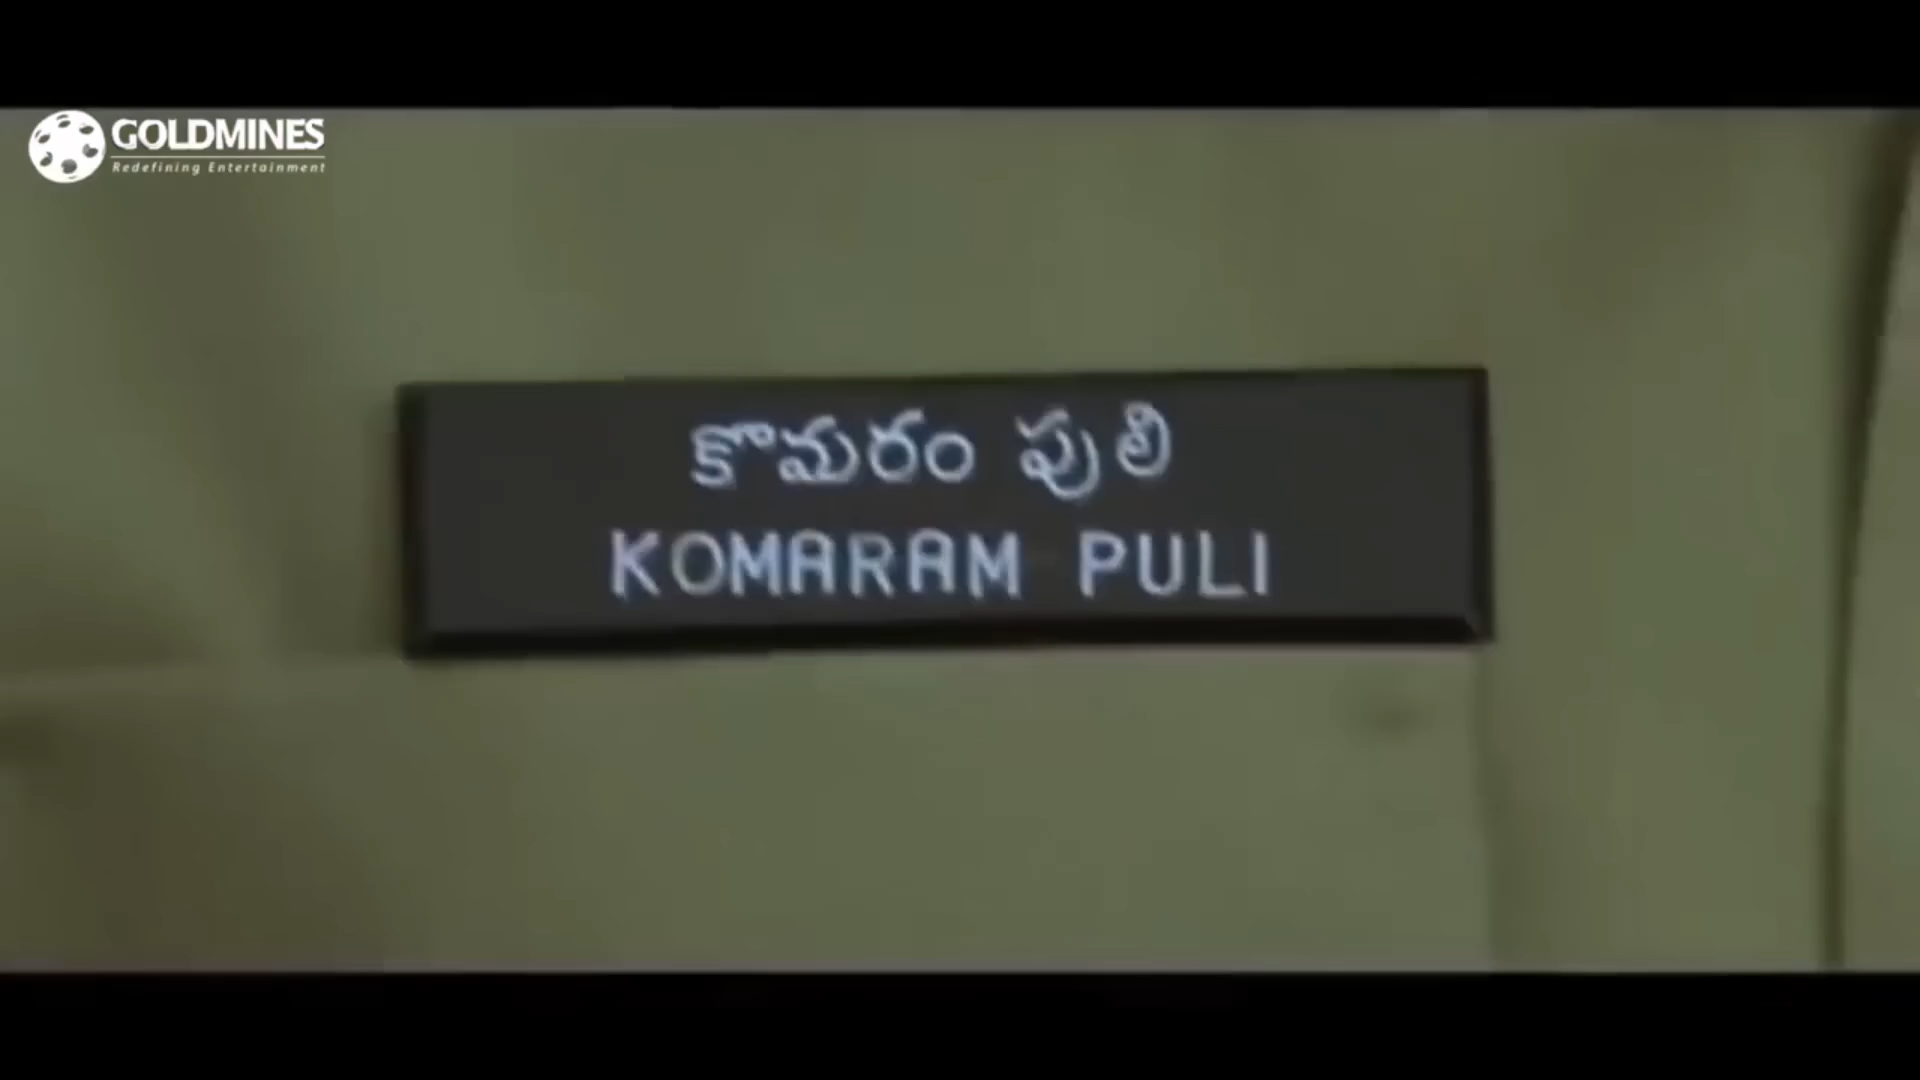 GOLDMINES
Redefining Entertainment
కొమరం పులి
KOMARAM PULI